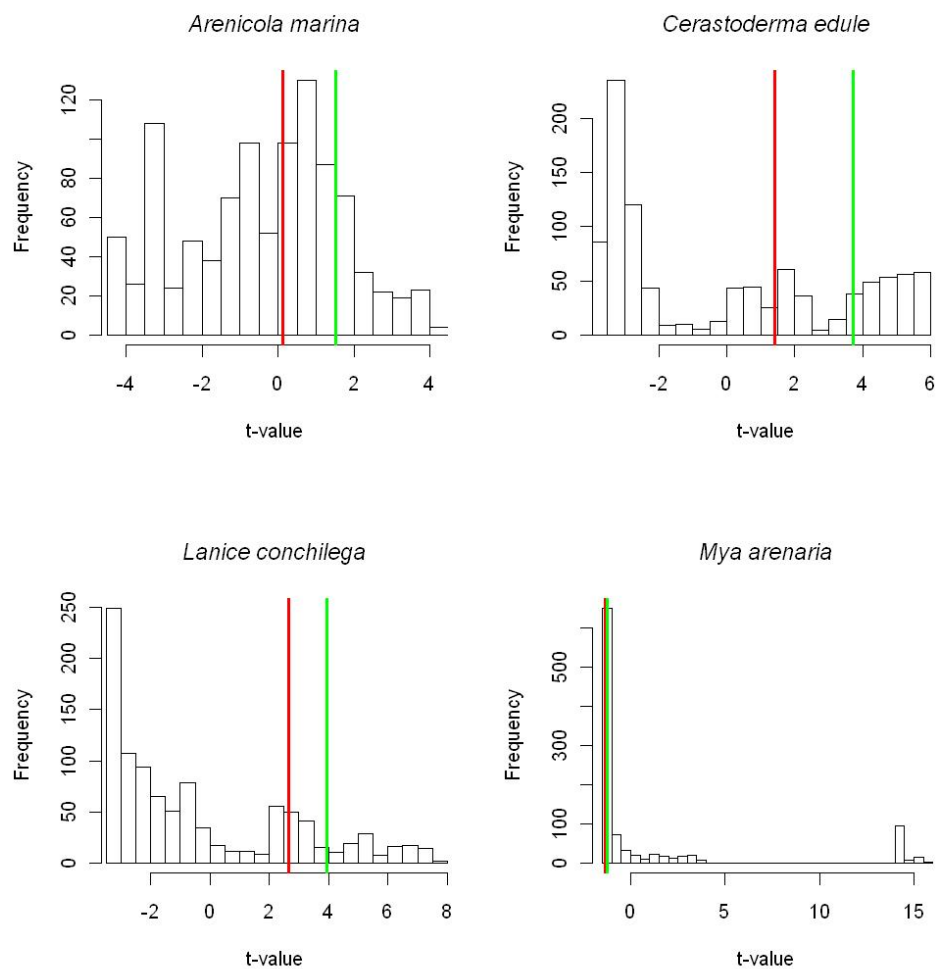 Arenicola marina
Frequency
0 20 40 60 80 120
-4 -2 0 2 4
t-value
Cerastoderma edule
Frequency
0 50 100 150 200
-2 0 2 4 6
t-value
Lanice conchilega
Frequency
0 50 100 150 200 250
-2 0 2 4 6 8
t-value
Mya arenaria
Frequency
0 100 300 500
0 5 10 15
t-value